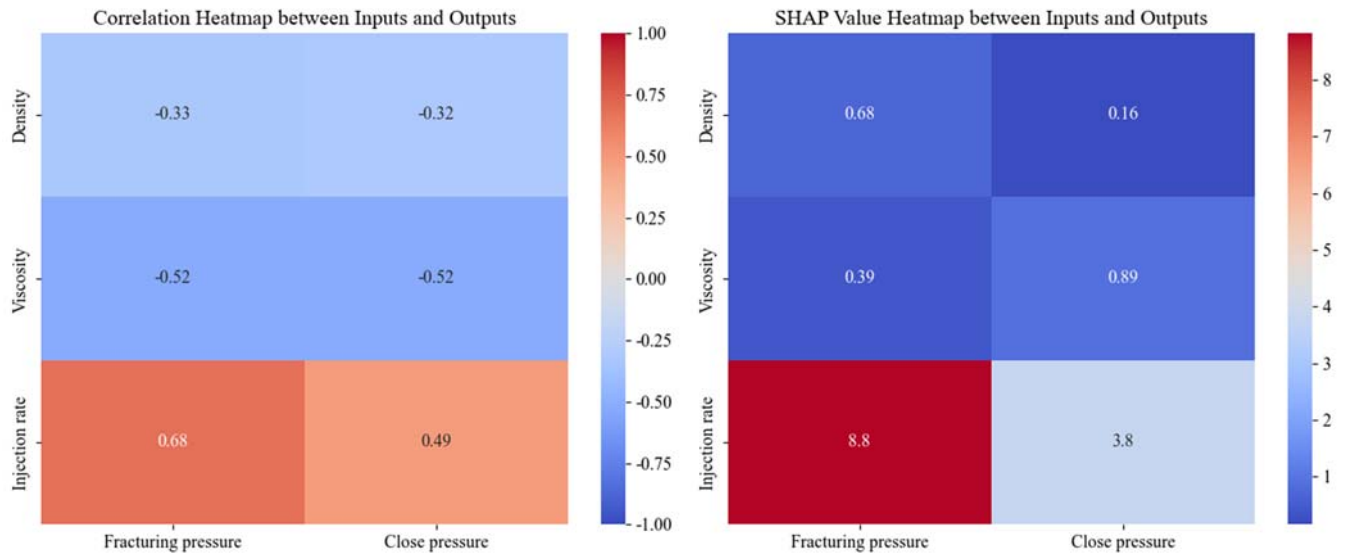 Correlation Heatmap between Inputs and Outputs
Density
-0.33
-0.32
Viscosity
-0.52
-0.52
Injection rate
0.68
0.49
Fracturing pressure
Close pressure
1.00
0.75
0.50
0.25
0.00
-0.25
-0.50
-0.75
-1.00
SHAP Value Heatmap between Inputs and Outputs
Density
0.68
0.16
Viscosity
0.39
0.89
Injection rate
8.8
3.8
Fracturing pressure
Close pressure
8
7
6
5
4
3
2
1